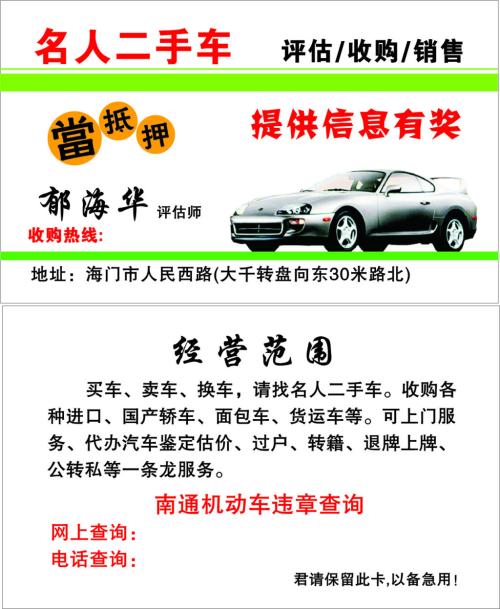 名人二手车 评估/收购/销售
當抵押 提供信息有奖
郁海华 评估师
收购热线:
地址：海门市人民西路(大千转盘向东30米路北)
经营范围
买车、卖车、换车，请找名人二手车。收购各
种进口、国产轿车、面包车、货运车等。可上门服
务、代办汽车鉴定估价、过户、转籍、退牌上牌、
公转私等一条龙服务。
南通机动车违章查询
网上查询：
电话查询：
君请保留此卡,以备急用！